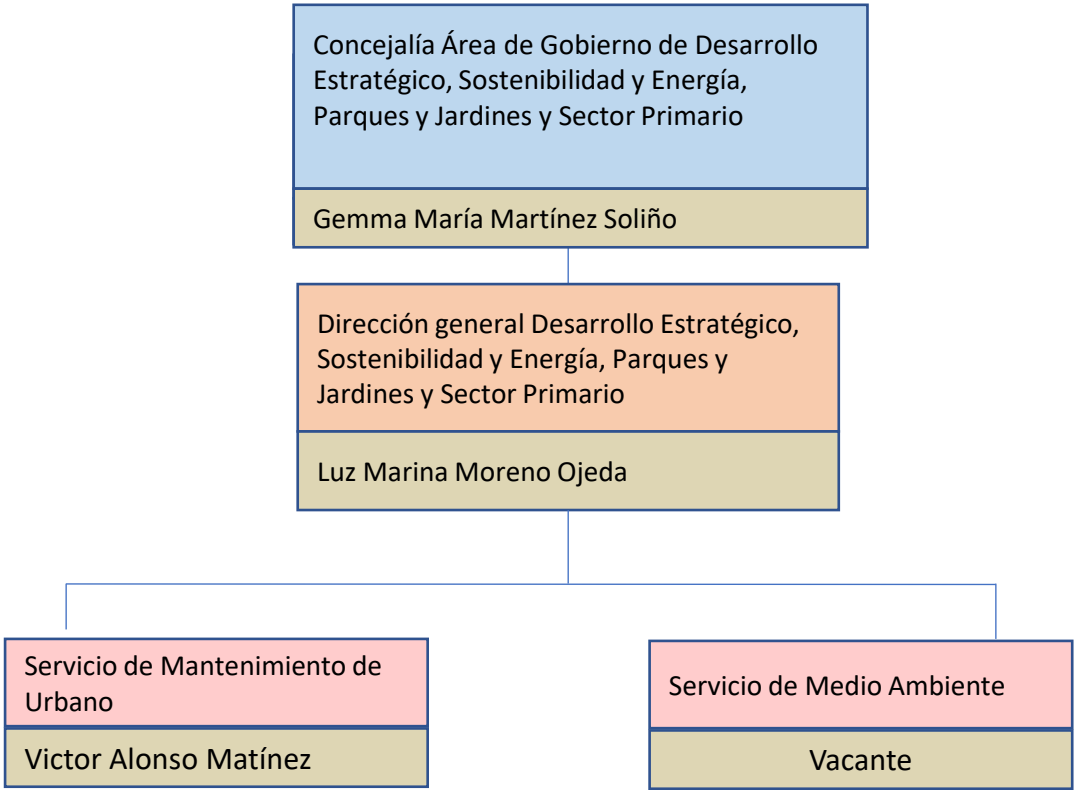 Concejalía Área de Gobierno de Desarrollo
Estratégico, Sostenibilidad y Energía,
Parques y Jardines y Sector Primario
Gemma María Martínez Soliño
Dirección general Desarrollo Estratégico,
Sostenibilidad y Energía, Parques y
Jardines y Sector Primario
Luz Marina Moreno Ojeda
Servicio de Mantenimiento de
Urbano
Victor Alonso Matínez
Servicio de Medio Ambiente
Vacante